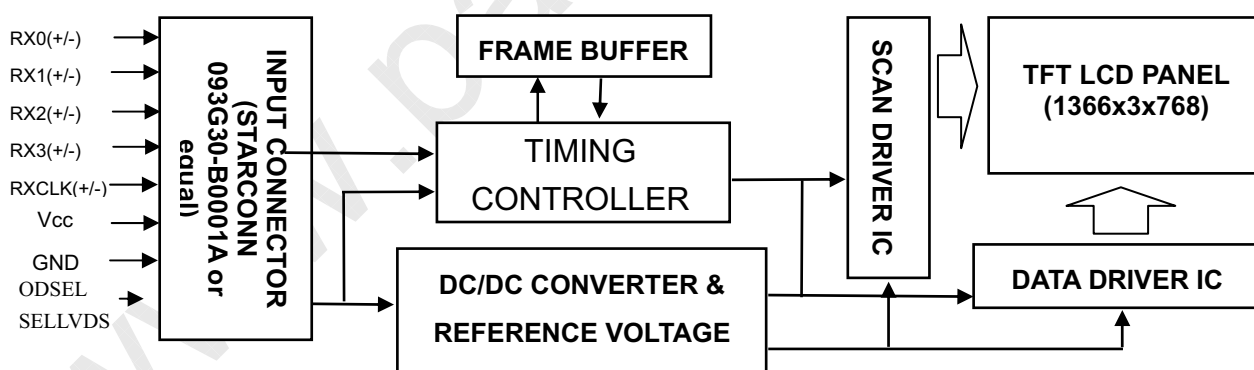 RX0(+/-)
RX1(+/-)
RX2(+/-)
RX3(+/-)
RXCLK(+/-)
Vcc
GND
ODSEL
SELLVDS
INPUT CONNECTOR
(STARCONN
093G30-B0001A or
equal)
FRAME BUFFER
TIMING
CONTROLLER
DC/DC CONVERTER &
REFERENCE VOLTAGE
SCAN DRIVER IC
TFT LCD PANEL
(1366x3x768)
DATA DRIVER IC